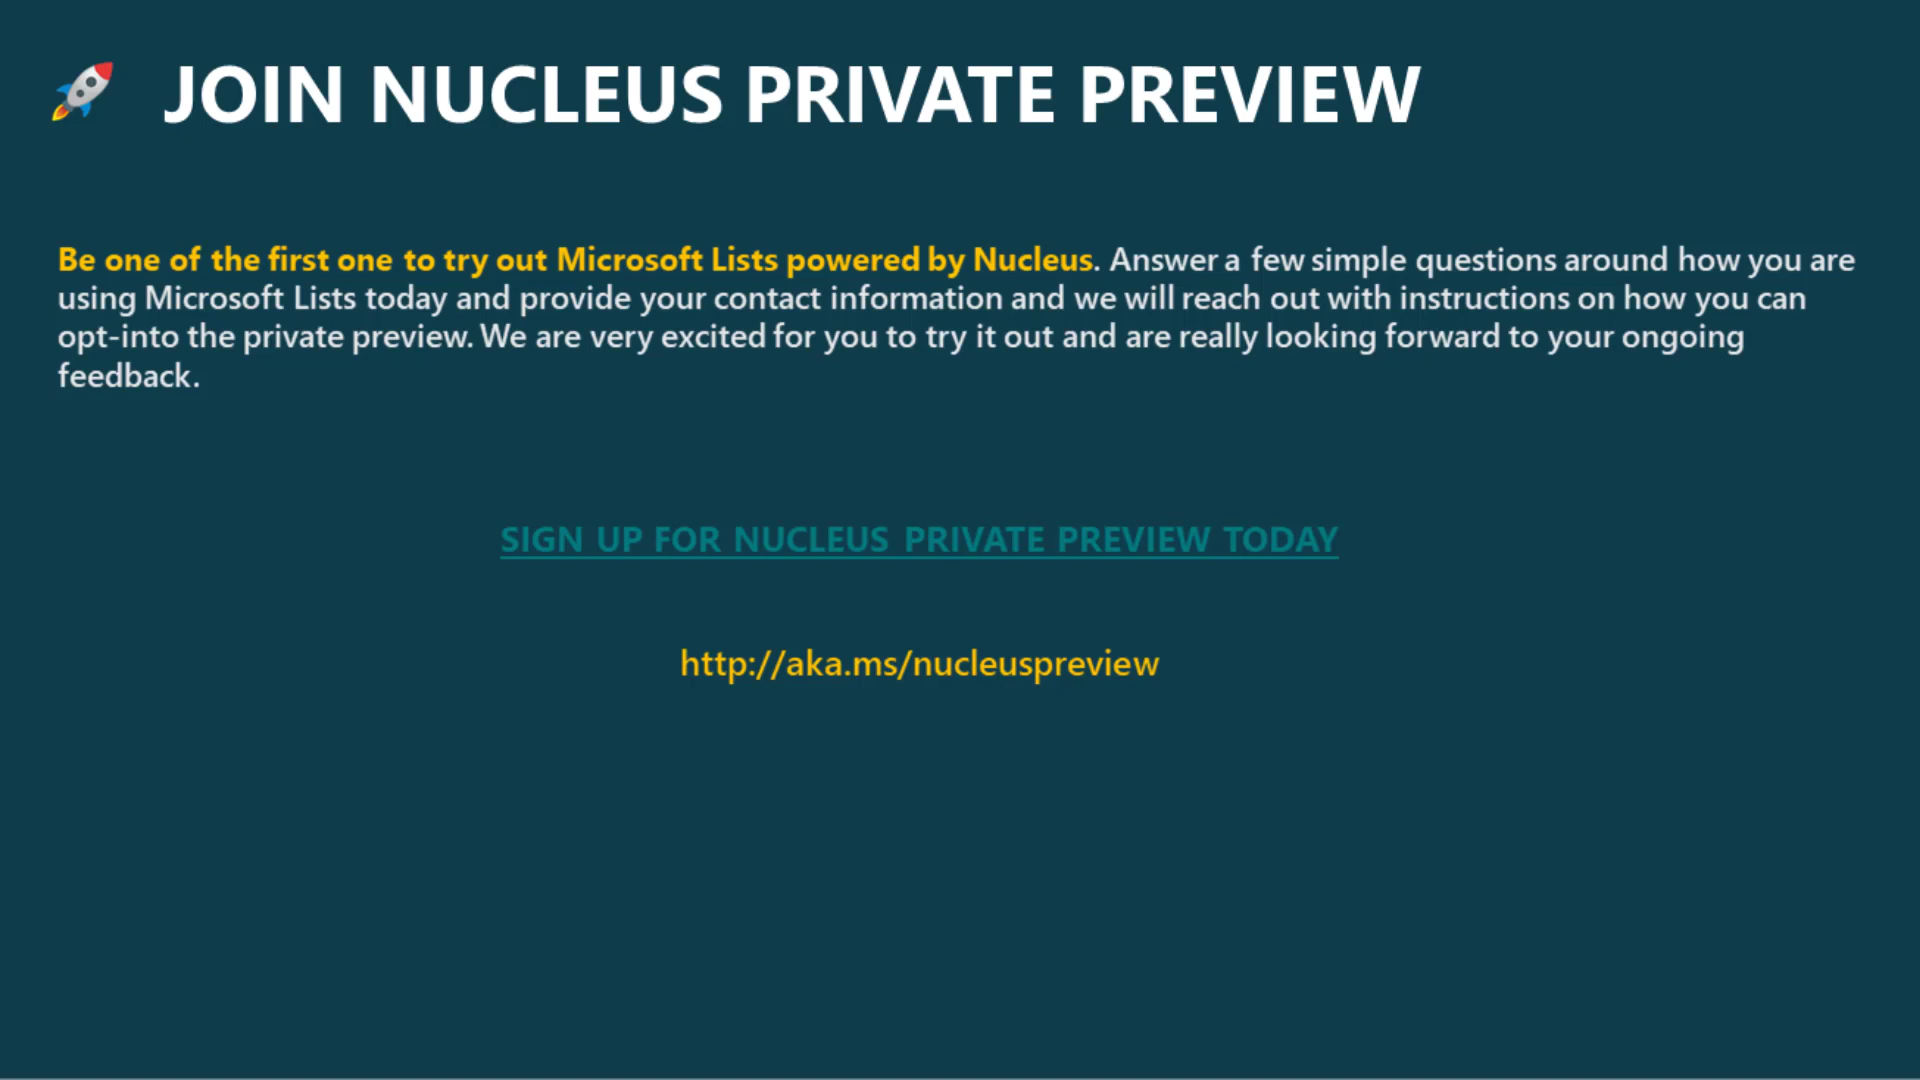 JOIN NUCLEUS PRIVATE PREVIEW
Be one of the first one to try out Microsoft Lists powered by Nucleus. Answer a few simple questions around how you are
using Microsoft Lists today and provide your contact information and we will reach out with instructions on how you can
opt-into the private preview. We are very excited for you to try it out and are really looking forward to your ongoing
feedback.
SIGN UP FOR NUCLEUS PRIVATE PREVIEW TODAY
http://aka.ms/nucleuspreview